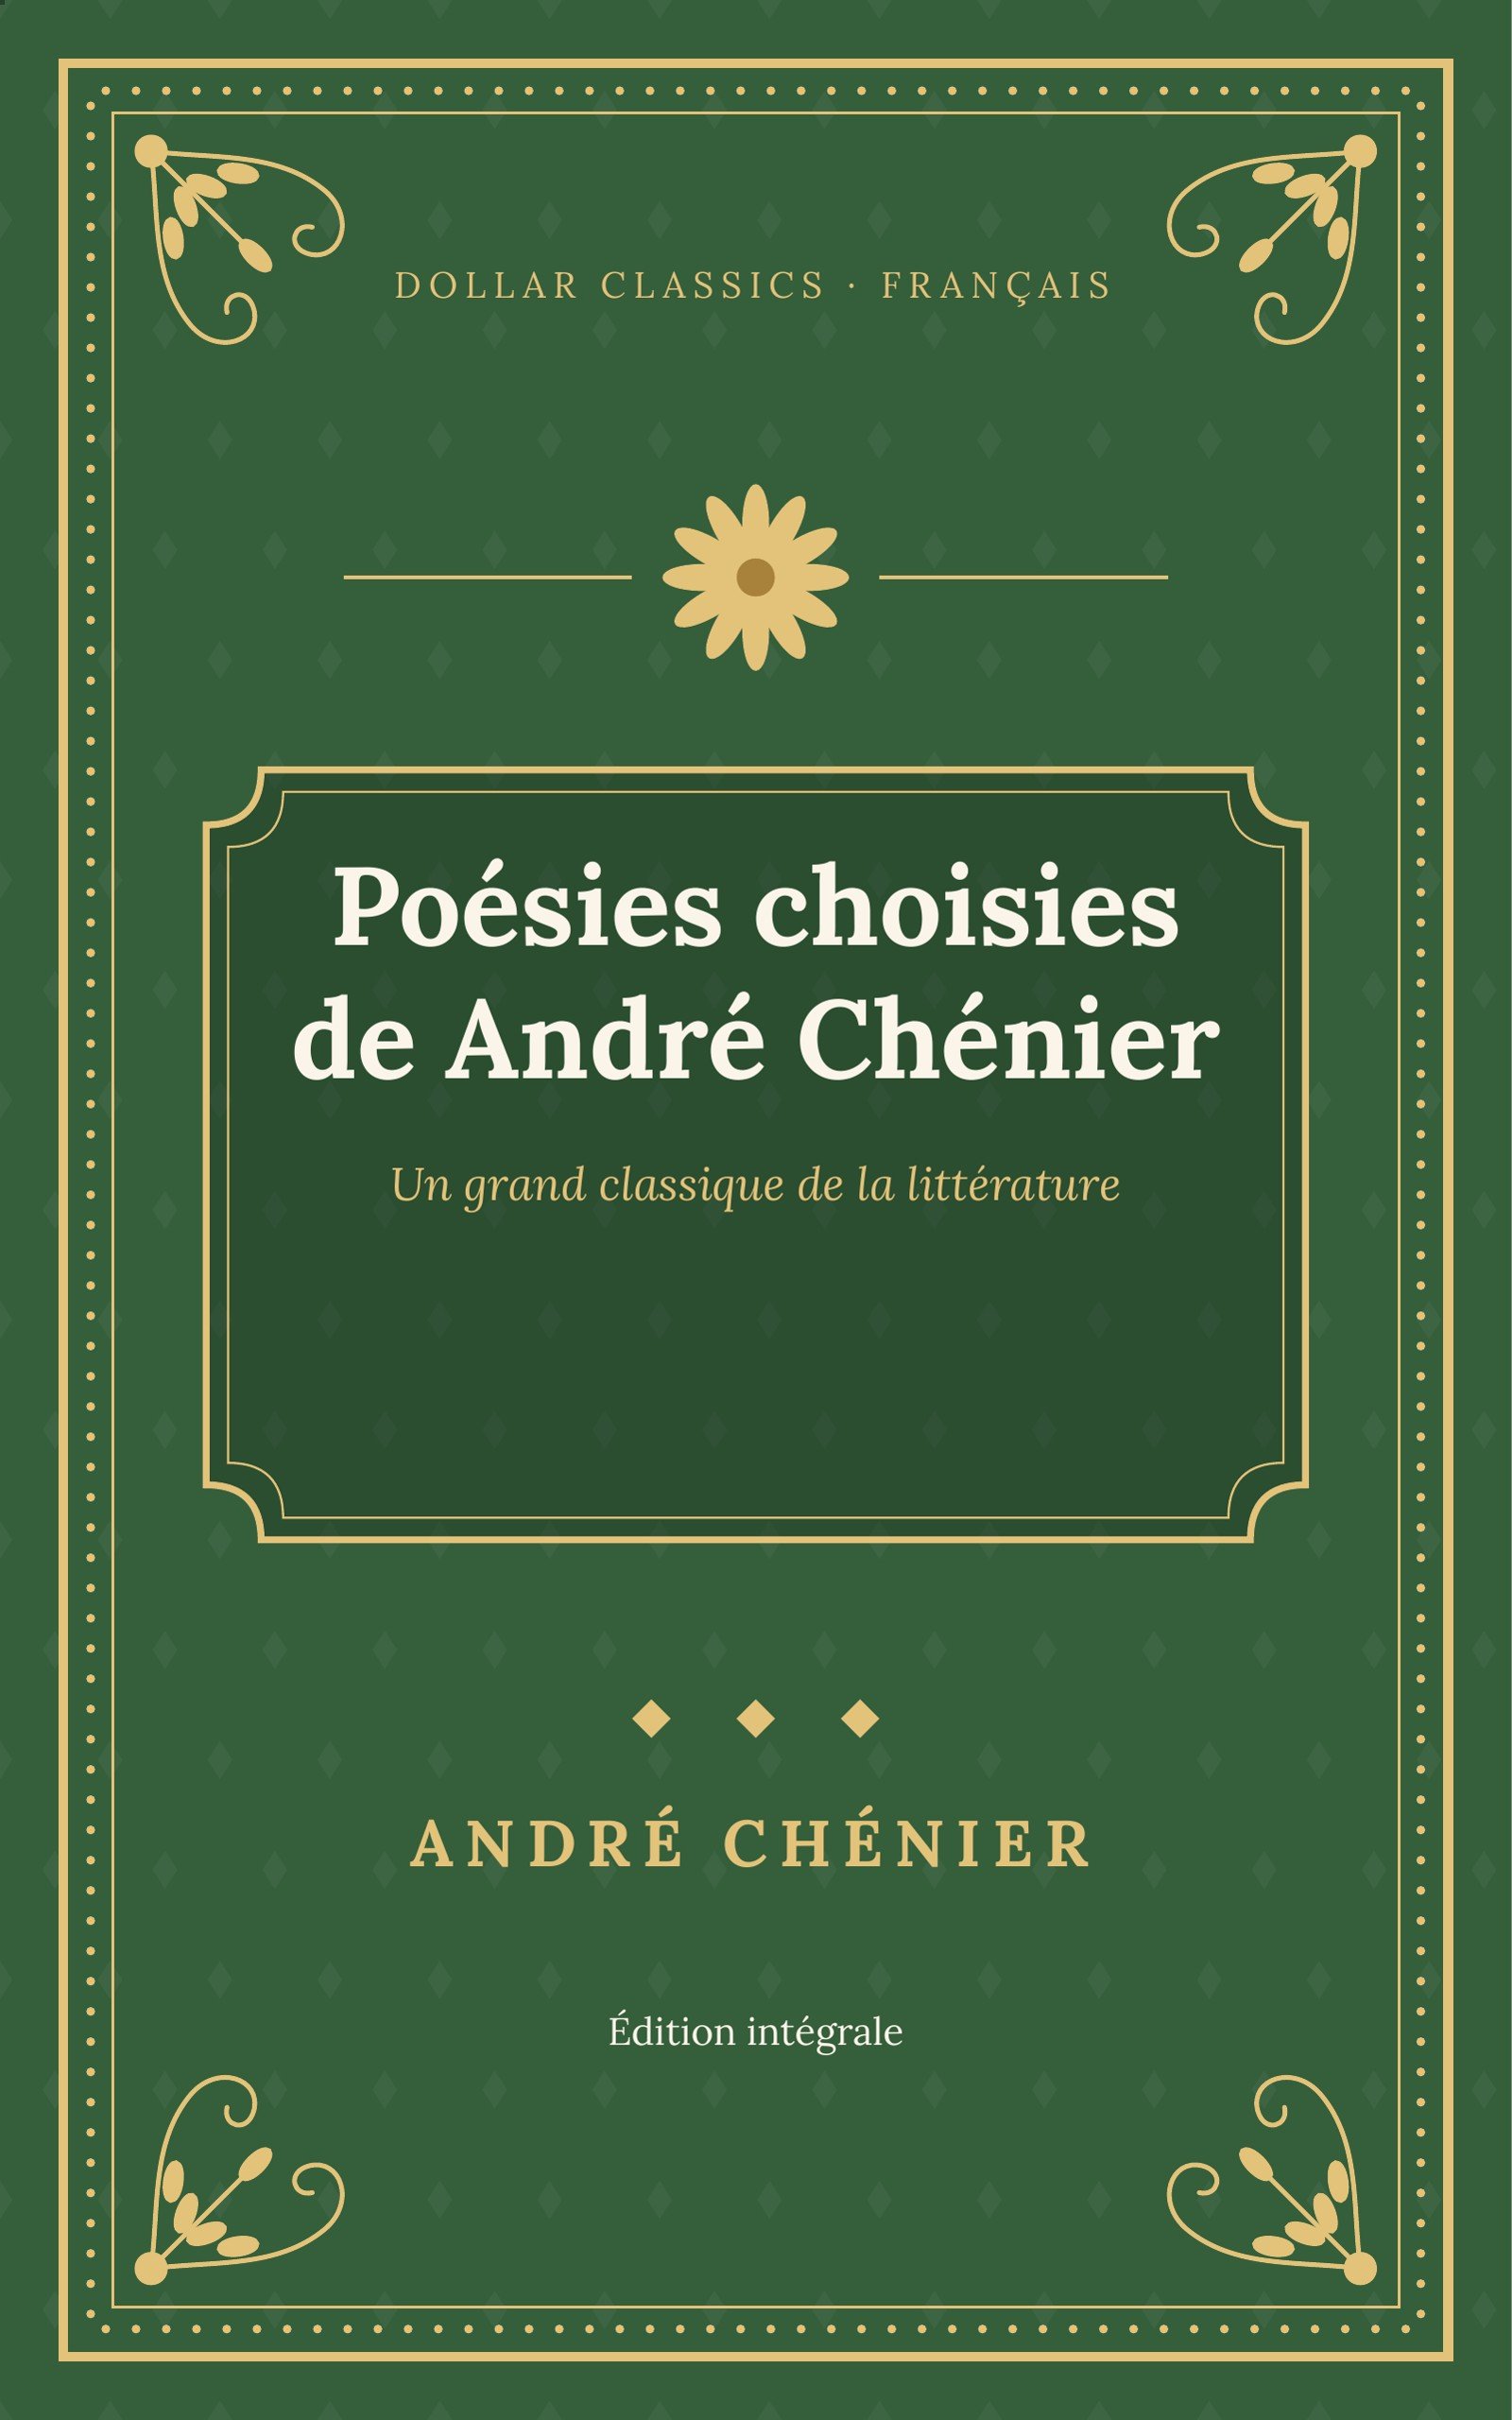 DOLLAR CLASSICS · FRANÇAIS
Poésies choisies
de André Chénier
Un grand classique de la littérature
ANDRÉ CHÉNIER
Édition intégrale